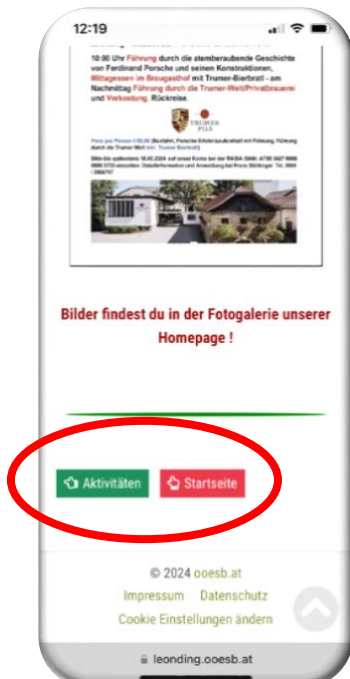 12:19
10:00 Uhr Führung durch die atemberaubende Geschichte
von Ferdinand Porsche und seinen Konstruktionen,
Mittagessen im Braugasthof mit Trumer-Bierbratl - am
Nachmittag Führung durch die Trumer-Welt/Privatbrauerei
und Verkostung. Rückreise.
TRUMER
PILS
Bilder findest du in der Fotogalerie unserer
Homepage !
Aktivitäten
Startseite
© 2024 ooesb.at
Impressum Datenschutz
Cookie Einstellungen ändern
leonding.ooesb.at